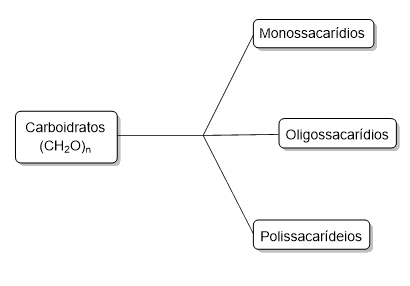 Monossacarídios
Carboidratos
(CH₂O)ₙ
Oligossacarídios
Polissacarídeios